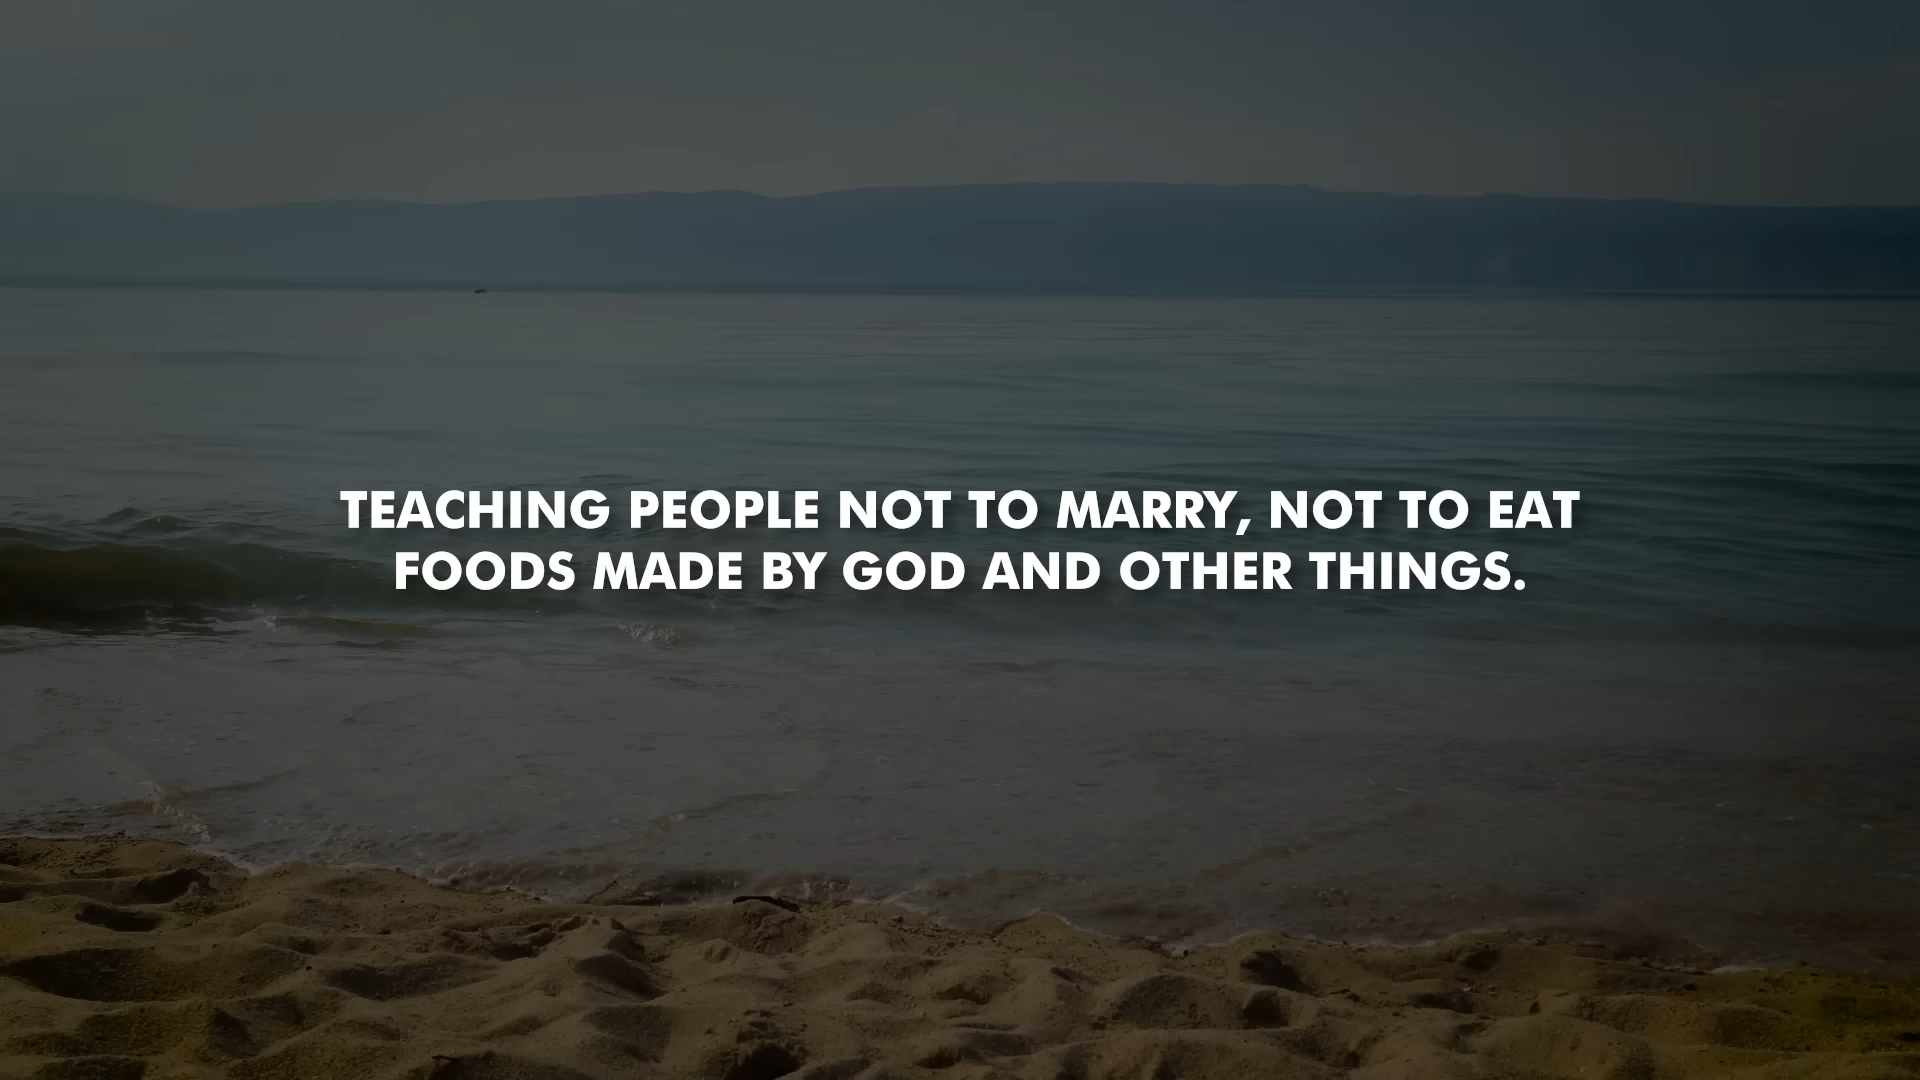 TEACHING PEOPLE NOT TO MARRY, NOT TO EAT
FOODS MADE BY GOD AND OTHER THINGS.